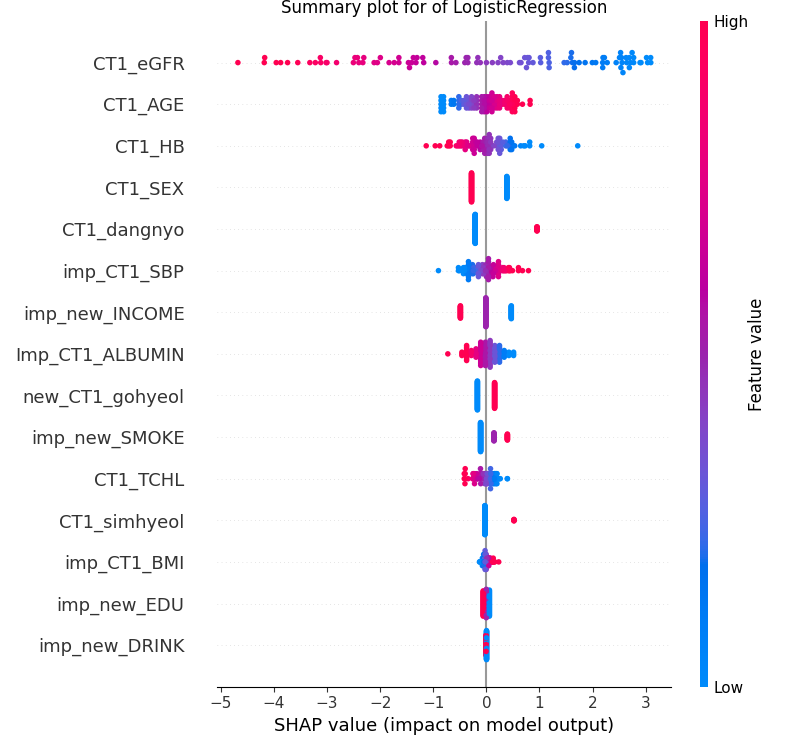 Summary plot for of LogisticRegression
High
CT1_eGFR
CT1_AGE
CT1_HB
CT1_SEX
CT1_dangnyo
imp_CT1_SBP
imp_new_INCOME
Imp_CT1_ALBUMIN
new_CT1_gohyeol
imp_new_SMOKE
CT1_TCHL
CT1_simhyeol
imp_CT1_BMI
imp_new_EDU
imp_new_DRINK
Feature value
Low
−5 −4 −3 −2 −1 0 1 2 3
SHAP value (impact on model output)